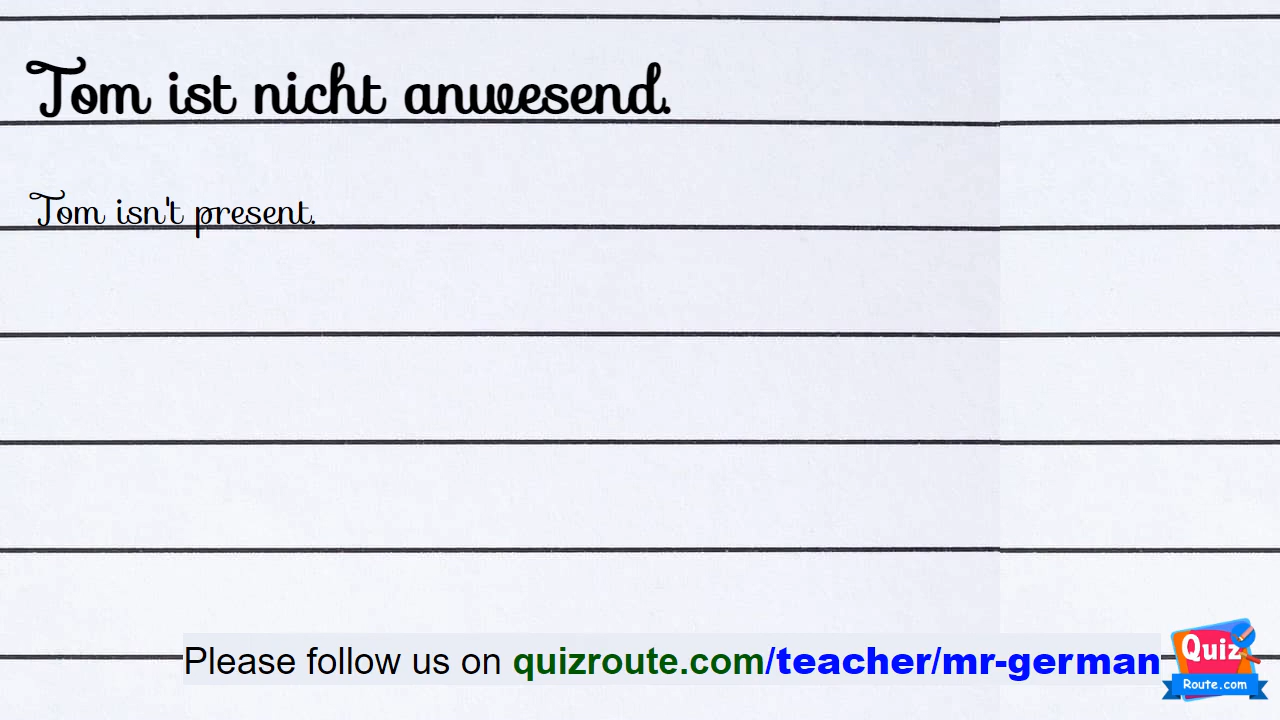 Tom ist nicht anwesend.
Tom isn't present.
Please follow us on quizroute.com/teacher/mr-german
Quiz
Route.com